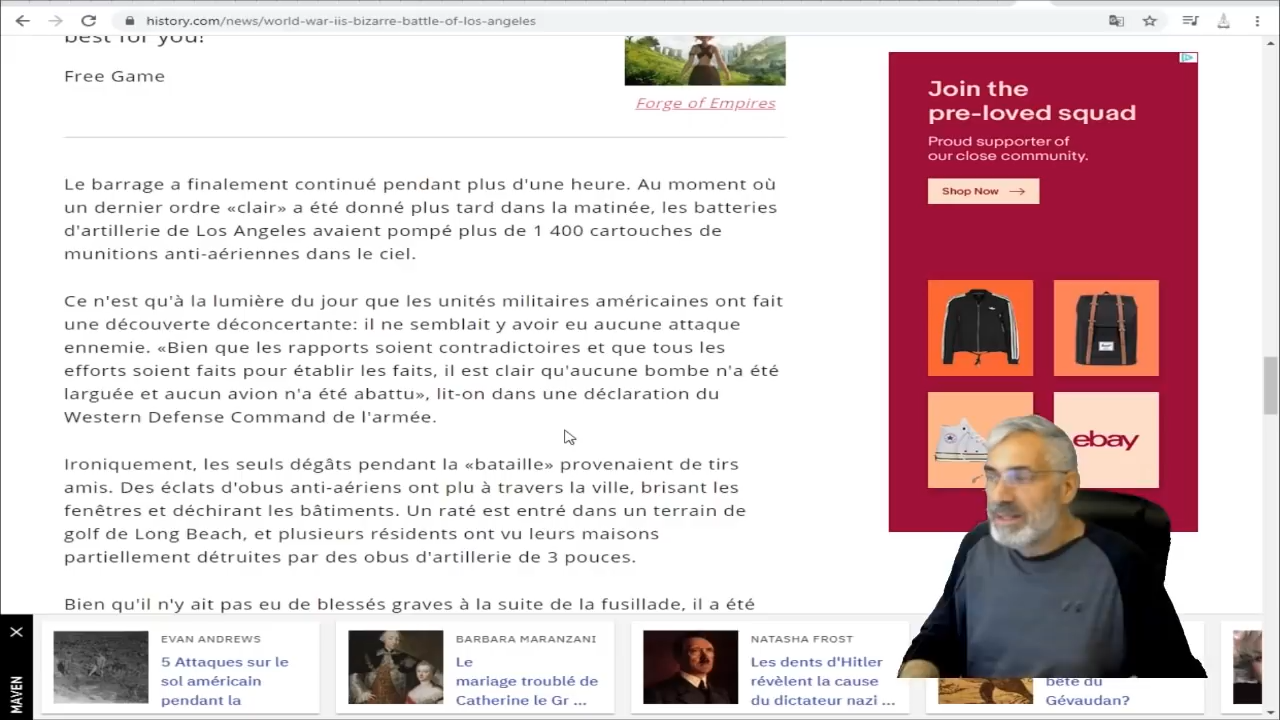 history.com/news/world-war-iis-bizarre-battle-of-los-angeles
best for you!
Free Game
Forge of Empires
Join the
pre-loved squad
Proud supporter of
our close community.
Shop Now →
ebay
Le barrage a finalement continué pendant plus d'une heure. Au moment où
un dernier ordre «clair» a été donné plus tard dans la matinée, les batteries
d'artillerie de Los Angeles avaient pompé plus de 1 400 cartouches de
munitions anti-aériennes dans le ciel.
Ce n'est qu'à la lumière du jour que les unités militaires américaines ont fait
une découverte déconcertante: il ne semblait y avoir eu aucune attaque
ennemie. «Bien que les rapports soient contradictoires et que tous les
efforts soient faits pour établir les faits, il est clair qu'aucune bombe n'a été
larguée et aucun avion n'a été abattu», lit-on dans une déclaration du
Western Defense Command de l'armée.
Ironiquement, les seuls dégâts pendant la «bataille» provenaient de tirs
amis. Des éclats d'obus anti-aériens ont plu à travers la ville, brisant les
fenêtres et déchirant les bâtiments. Un raté est entré dans un terrain de
golf de Long Beach, et plusieurs résidents ont vu leurs maisons
partiellement détruites par des obus d'artillerie de 3 pouces.
Bien qu'il n'y ait pas eu de blessés graves à la suite de la fusillade, il a été
MAVEN
EVAN ANDREWS
5 Attaques sur le
sol américain
pendant la
BARBARA MARANZANI
Le
mariage troublé de
Catherine le Gr ...
NATASHA FROST
Les dents d'Hitler
révèlent la cause
du dictateur nazi ...
bête du
Gévaudan?